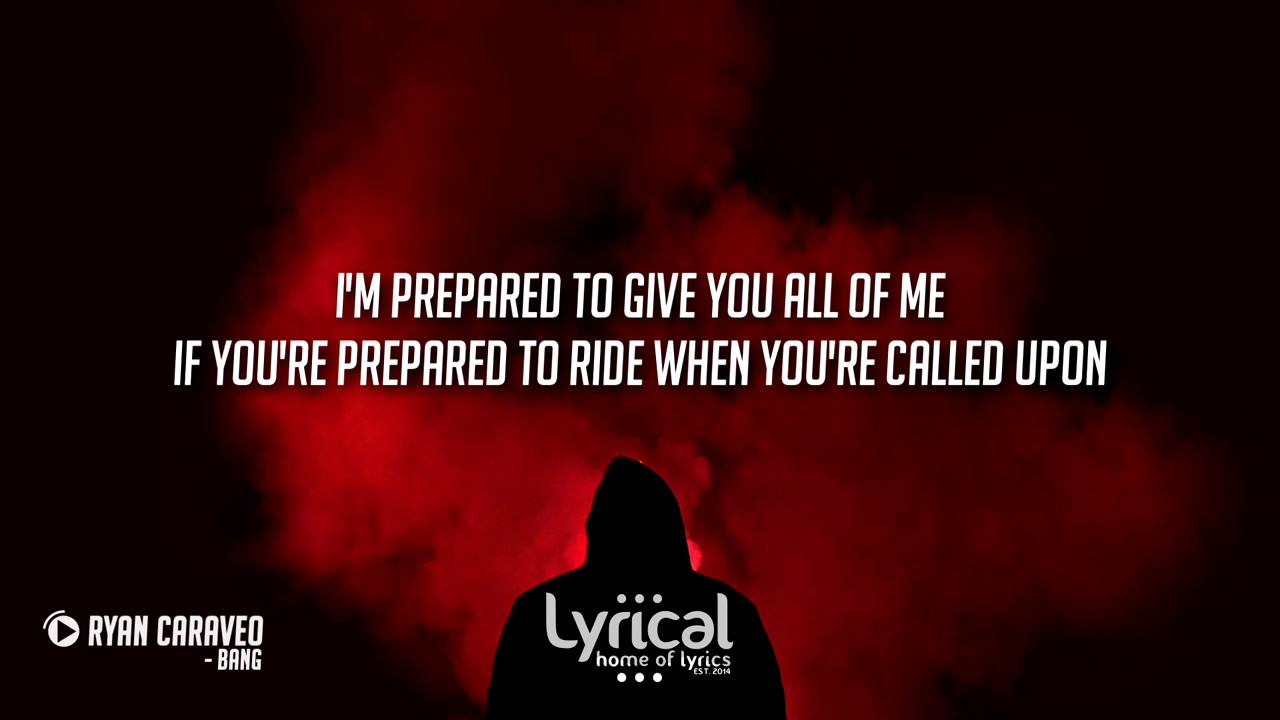 I'M PREPARED TO GIVE YOU ALL OF ME
IF YOU'RE PREPARED TO RIDE WHEN YOU'RE CALLED UPON
RYAN CARAVEO
- BANG
Lyrical
home of lyrics
EST. 2014